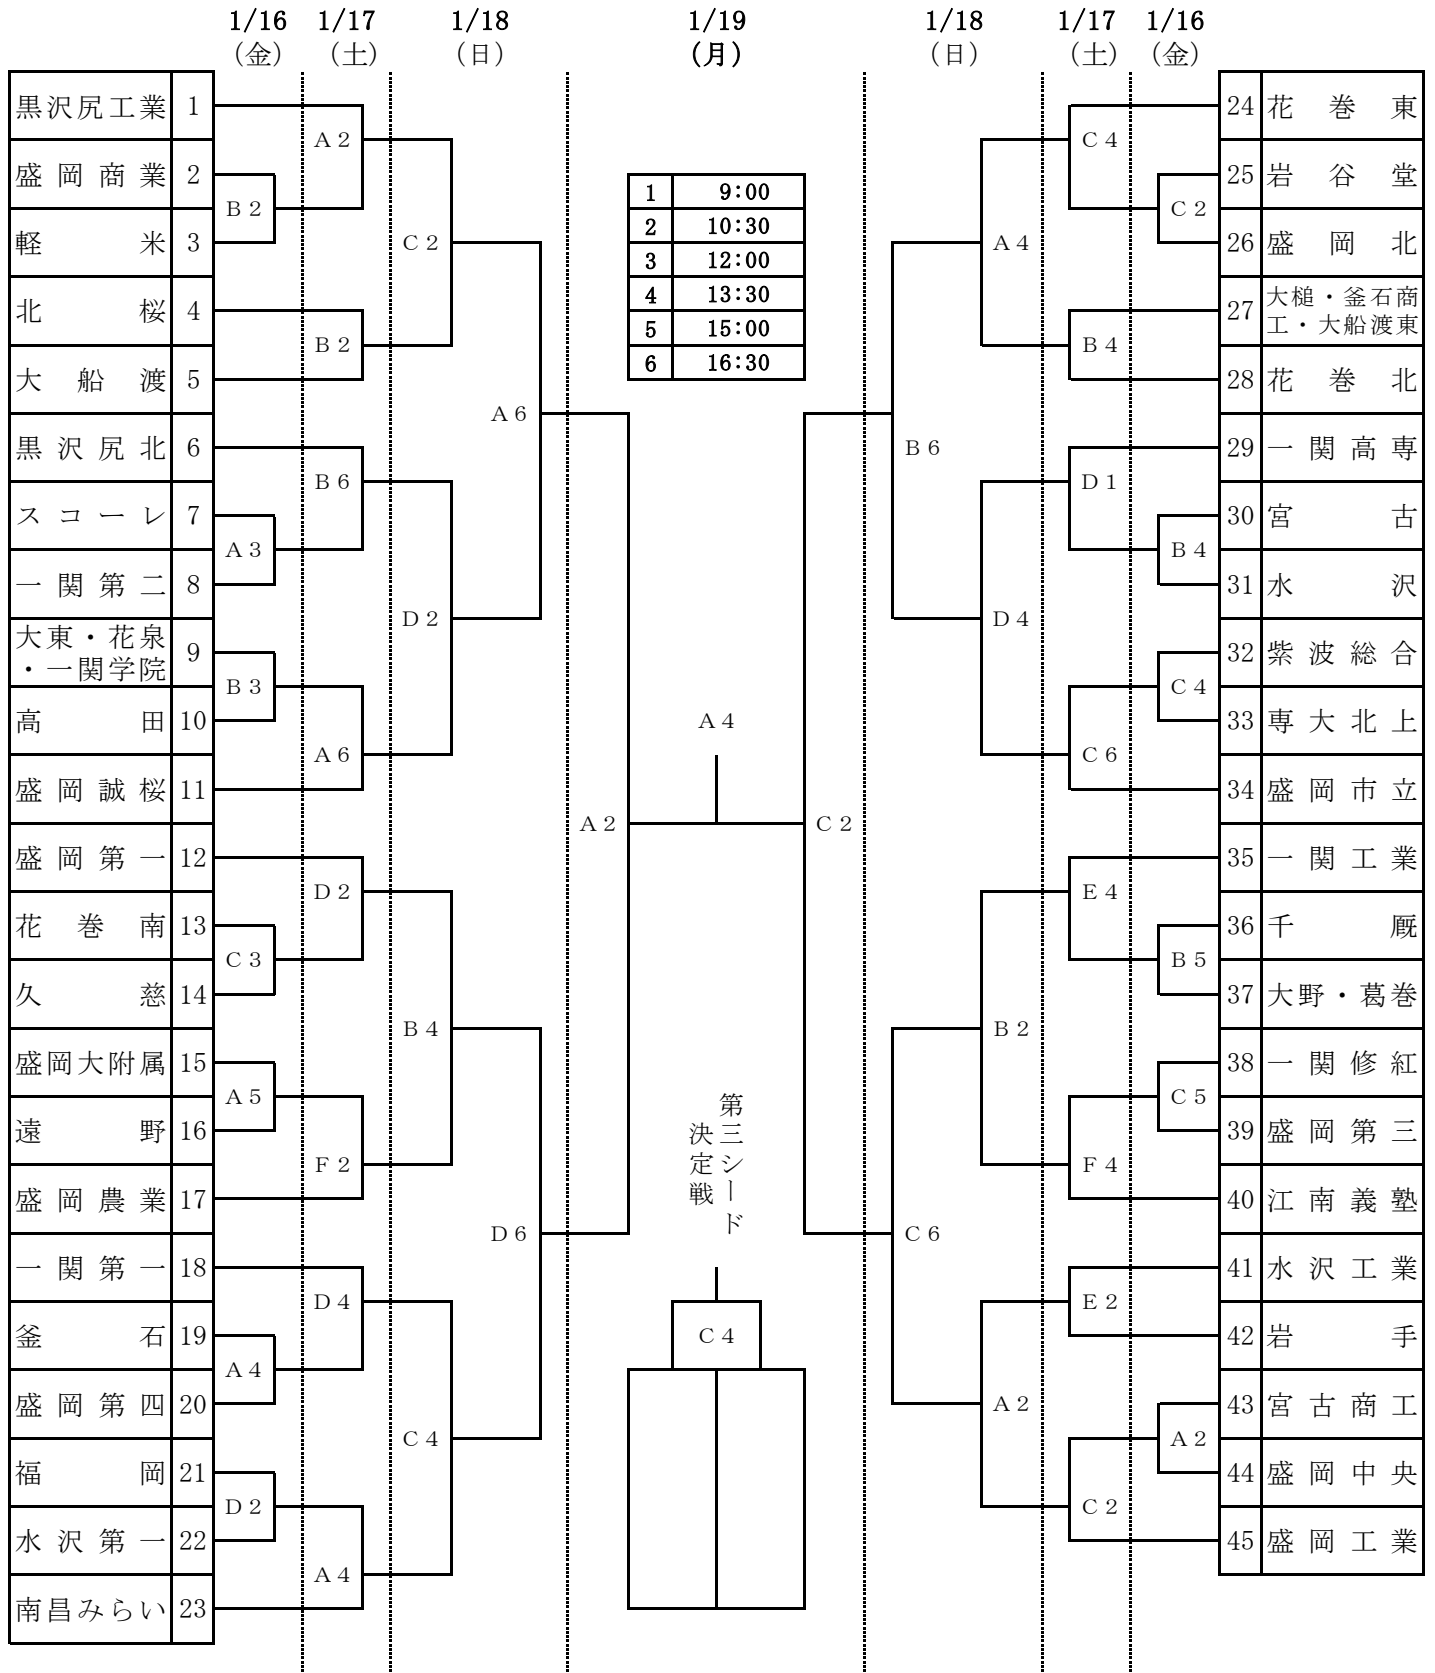 1/16 1/17 1/18 1/19 1/18 1/17 1/16
(金) (土) (日) (月) (日) (土) (金)
黒沢尻工業 1
盛岡商業 2
軽米 3
北桜 4
大船渡 5
黒沢尻北 6
スコーレ 7
一関第二 8
大東・花泉
・一関学院 9
高田 10
盛岡誠桜 11
盛岡第一 12
花巻南 13
久慈 14
盛岡大附属 15
遠野 16
盛岡農業 17
一関第一 18
釜石 19
盛岡第四 20
福岡 21
水沢第一 22
南昌みらい 23
B2
A3
B3
C3
A5
A4
D2
A2
B2
B6
A6
D2
F2
D4
A4
C2
D2
B4
C4
A6
D6
A2
1 9:00
2 10:30
3 12:00
4 13:30
5 15:00
6 16:30
A4
第三シード
決定戦
C4
C2
B6
C6
A4
D4
B2
A2
C4
B4
D1
C6
E4
F4
E2
C2
C2
B4
C4
B5
C5
A2
24 花巻東
25 岩谷堂
26 盛岡北
27 大槌・釜石商
工・大船渡東
28 花巻北
29 一関高専
30 宮古
31 水沢
32 紫波総合
33 専大北上
34 盛岡市立
35 一関工業
36 千厩
37 大野・葛巻
38 一関修紅
39 盛岡第三
40 江南義塾
41 水沢工業
42 岩手
43 宮古商工
44 盛岡中央
45 盛岡工業